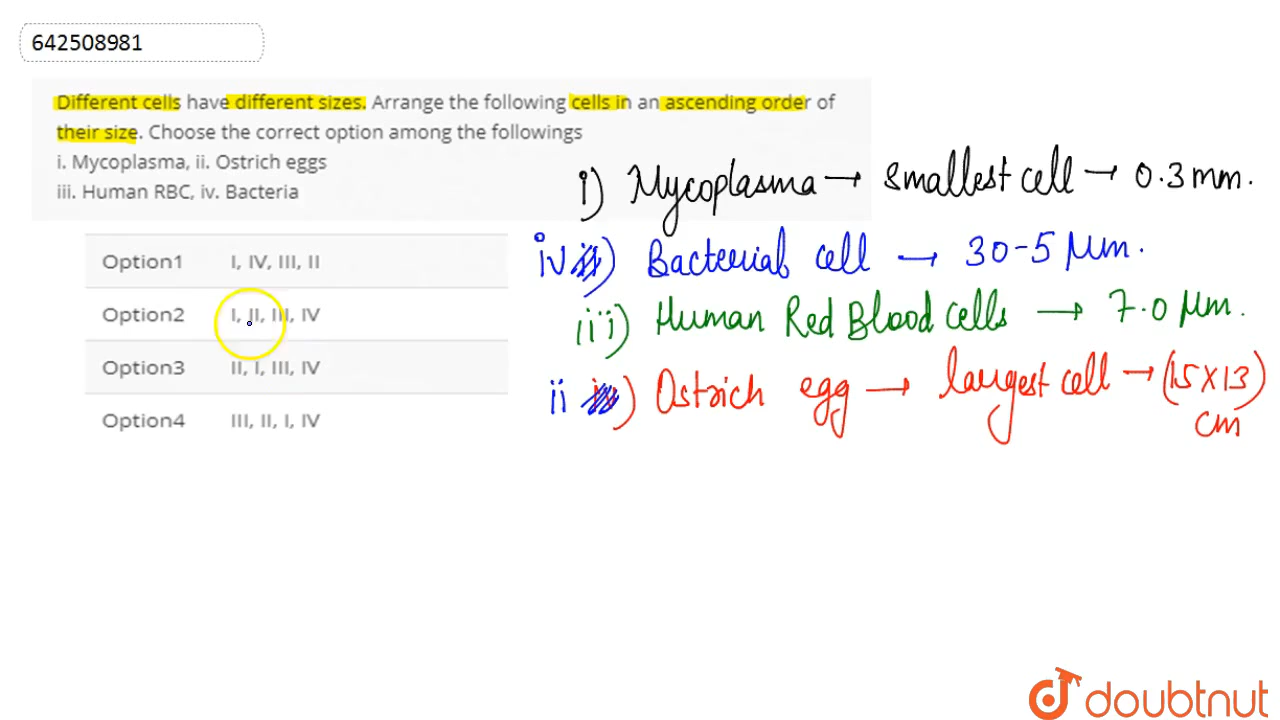 642508981
Different cells have different sizes. Arrange the following cells in an ascending order of
their size. Choose the correct option among the followings
i. Mycoplasma, ii. Ostrich eggs
iii. Human RBC, iv. Bacteria
Option1 I, IV, III, II
Option2 I, II, III, IV
Option3 II, I, III, IV
Option4 III, II, I, IV
i) Mycoplasma → smallest cell → 0.3 mm.
iv) Bacterial cell → 30-5 μm.
iii) Human Red Blood cells → 7.0 μm.
ii) Ostrich egg → largest cell → (15 X 13)
cm
doubtnut